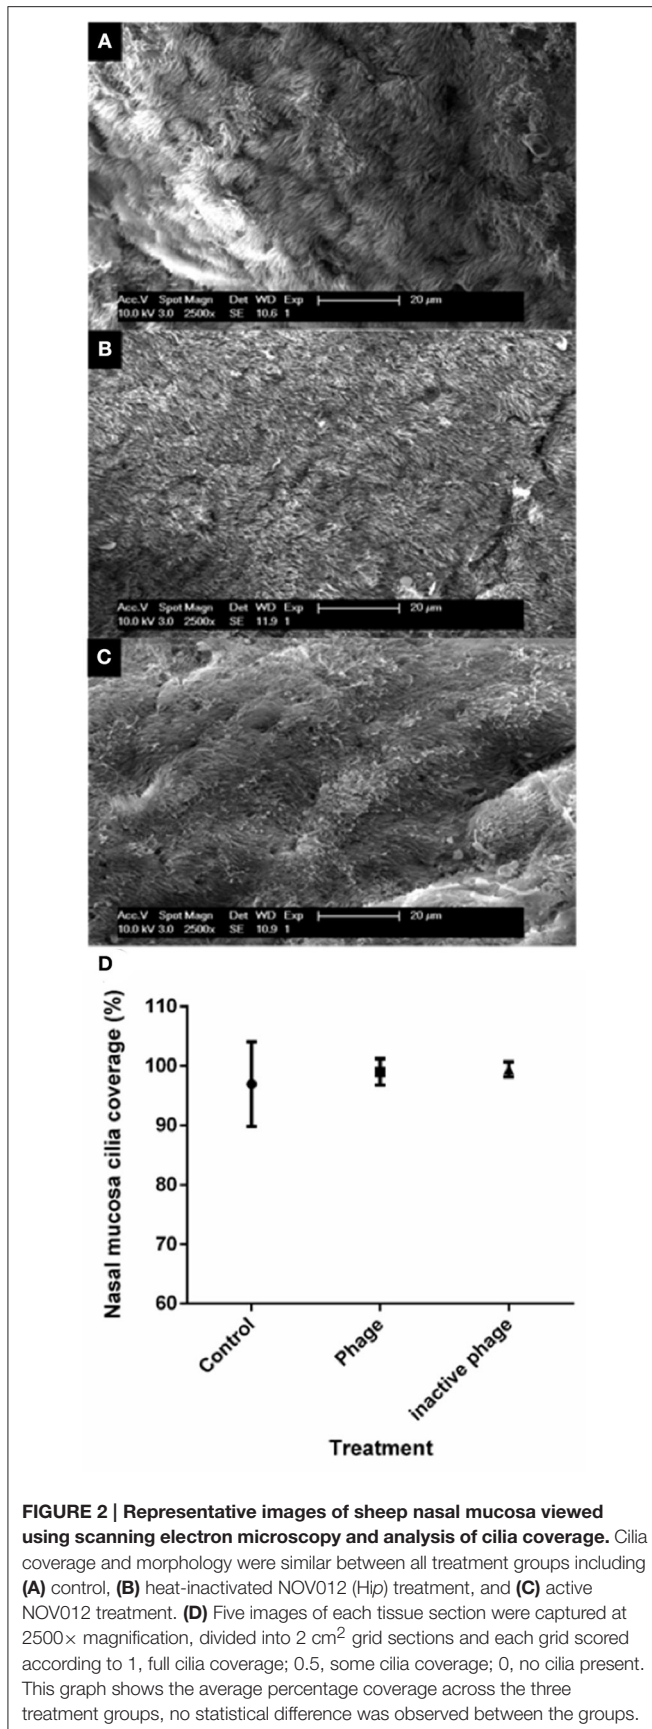 A
Acc.V Spot Magn Det WD Exp 20 μm
10.0 kV 3.0 2500x SE 10.6 1
B
Acc.V Spot Magn Det WD Exp 20 μm
10.0 kV 3.0 2500x SE 11.9 1
C
Acc.V Spot Magn Det WD Exp 20 μm
10.0 kV 3.0 2500x SE 10.9 1
D
Nasal mucosa cilia coverage (%)
110
100
90
80
70
60
Control
Phage
inactive phage
Treatment
FIGURE 2 | Representative images of sheep nasal mucosa viewed
using scanning electron microscopy and analysis of cilia coverage. Cilia
coverage and morphology were similar between all treatment groups including
(A) control, (B) heat-inactivated NOV012 (Hip) treatment, and (C) active
NOV012 treatment. (D) Five images of each tissue section were captured at
2500× magnification, divided into 2 cm² grid sections and each grid scored
according to 1, full cilia coverage; 0.5, some cilia coverage; 0, no cilia present.
This graph shows the average percentage coverage across the three
treatment groups, no statistical difference was observed between the groups.